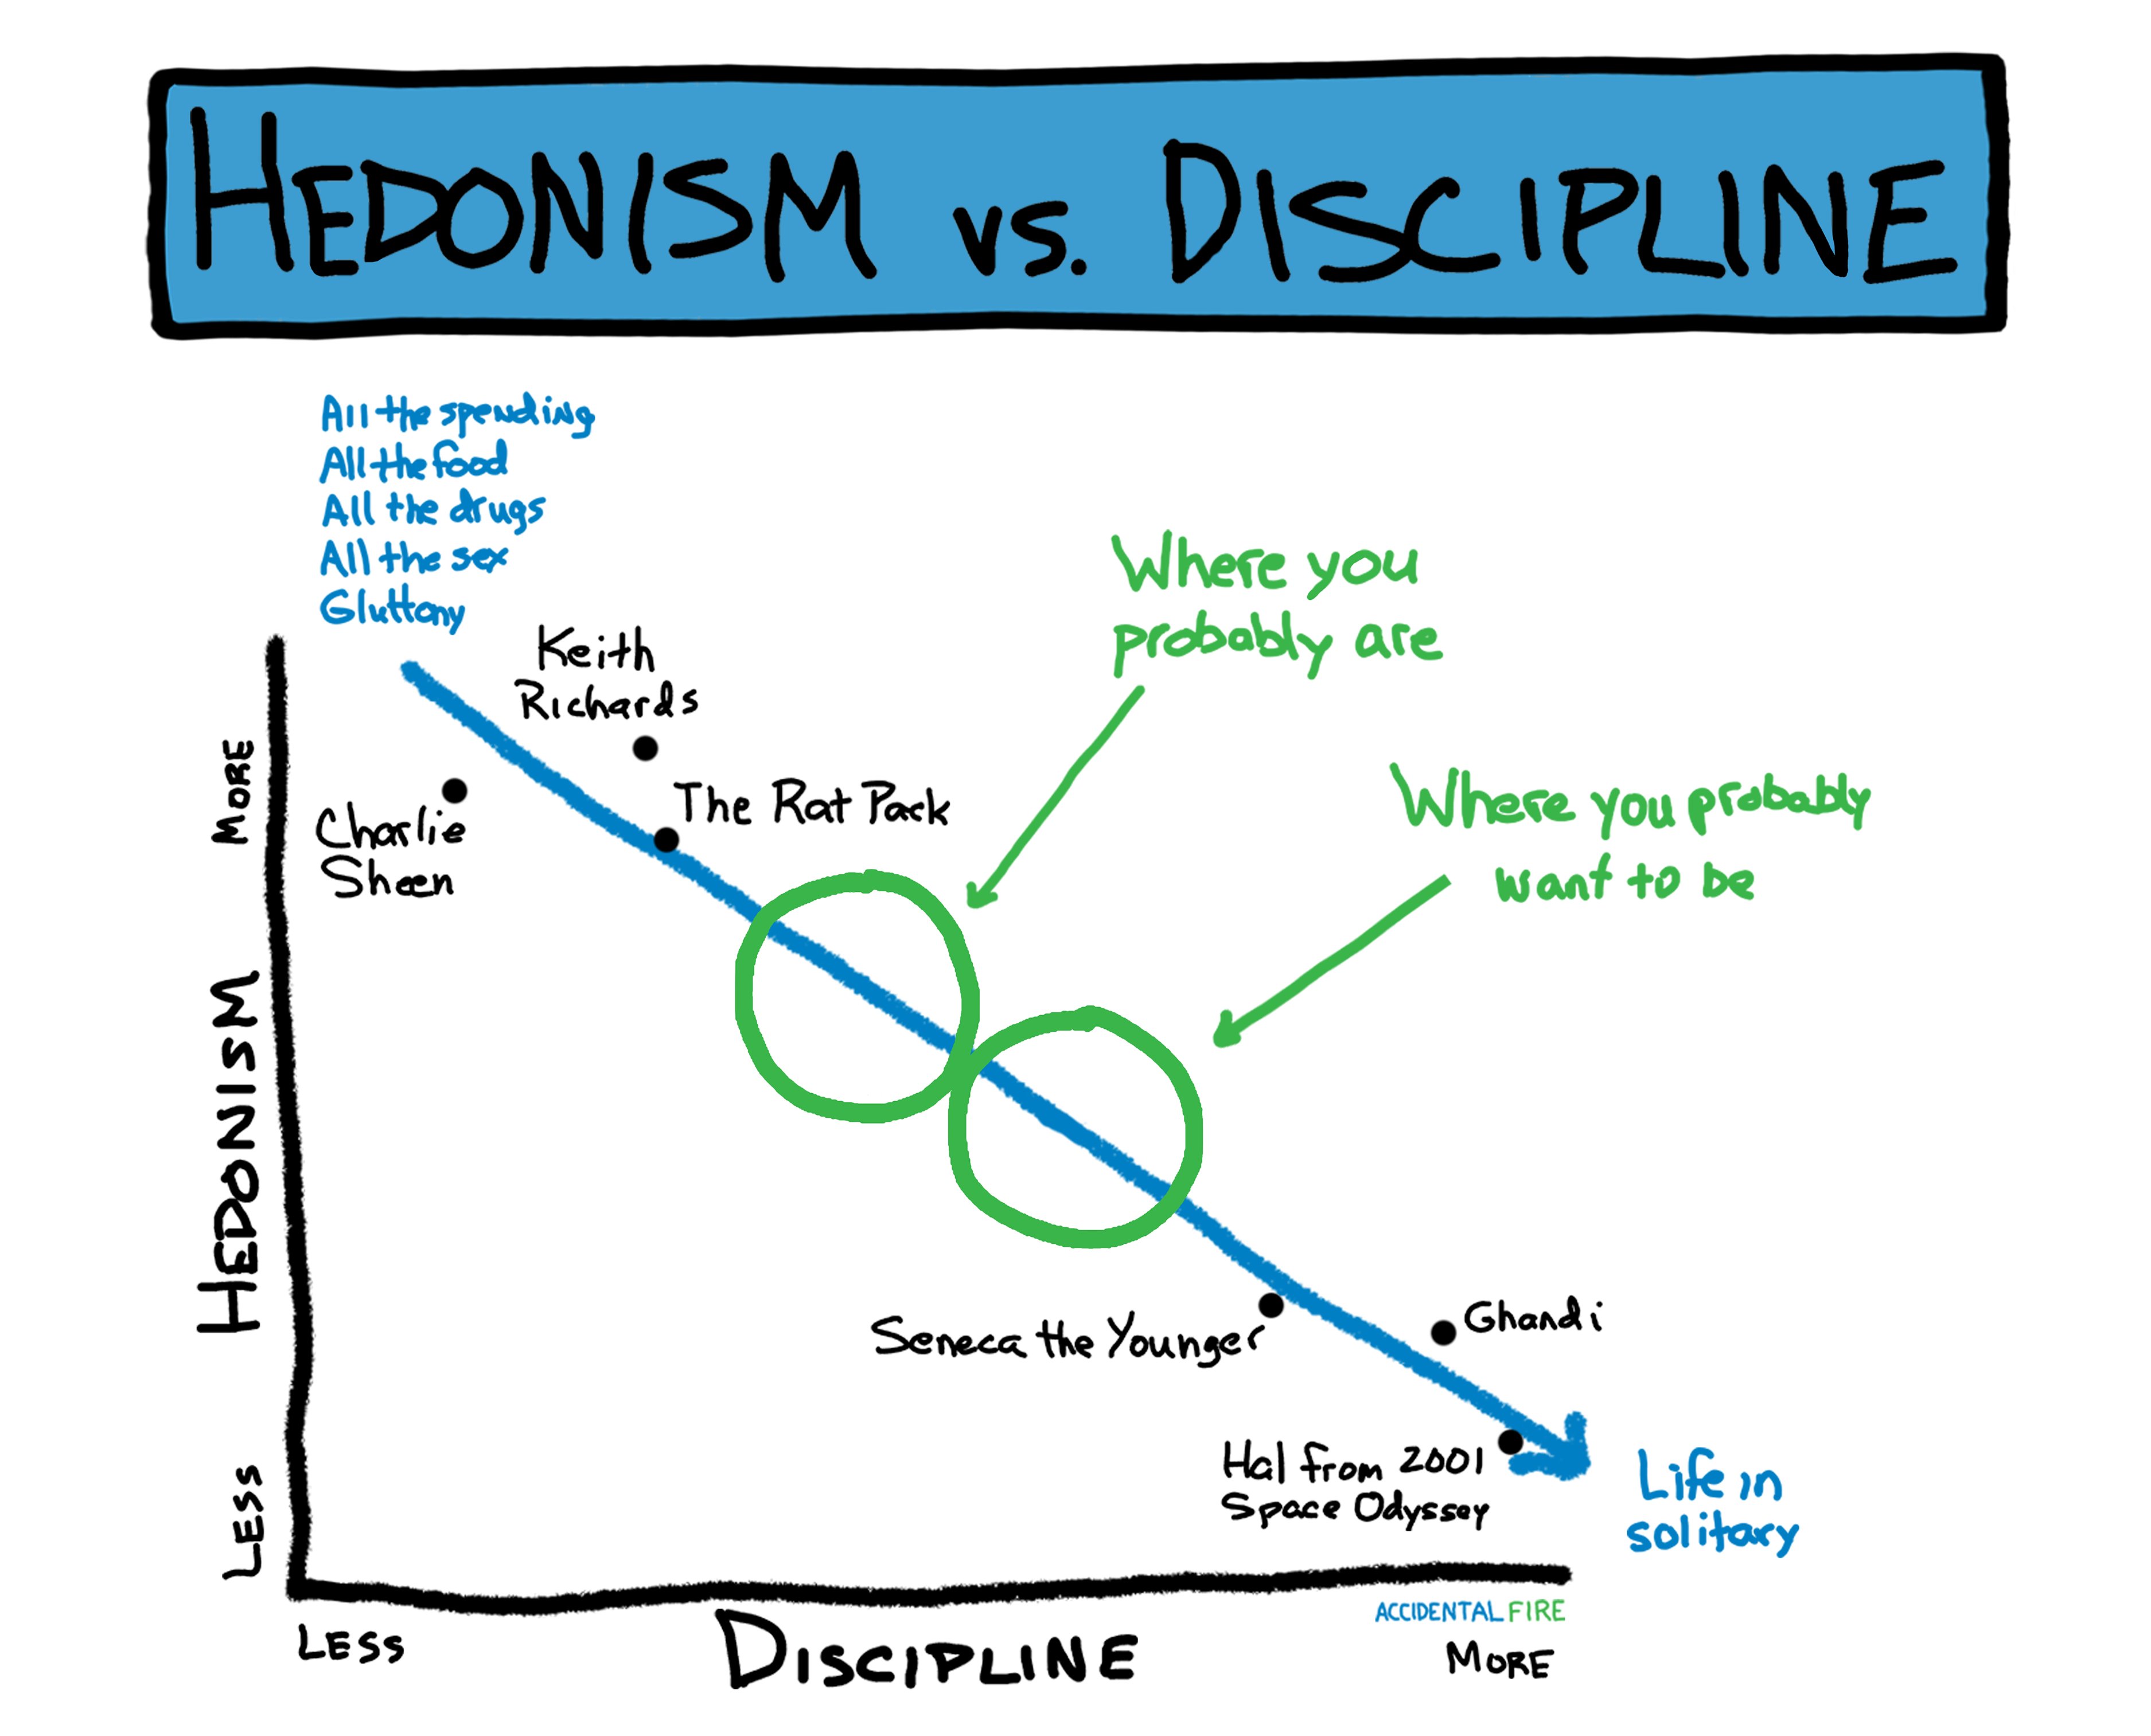 HEDONISM vs. DISCIPLINE
All the spending
All the food
All the drugs
All the sex
Gluttony
Keith
Richards
The Rat Pack
Charlie
Sheen
Where you
probably are
Where you probably
want to be
MORE
HEDONISM
LESS
Seneca the Younger
Ghandi
Hal from 2001
Space Odyssey
Life in
solitary
ACCIDENTAL FIRE
LESS
DISCIPLINE
MORE